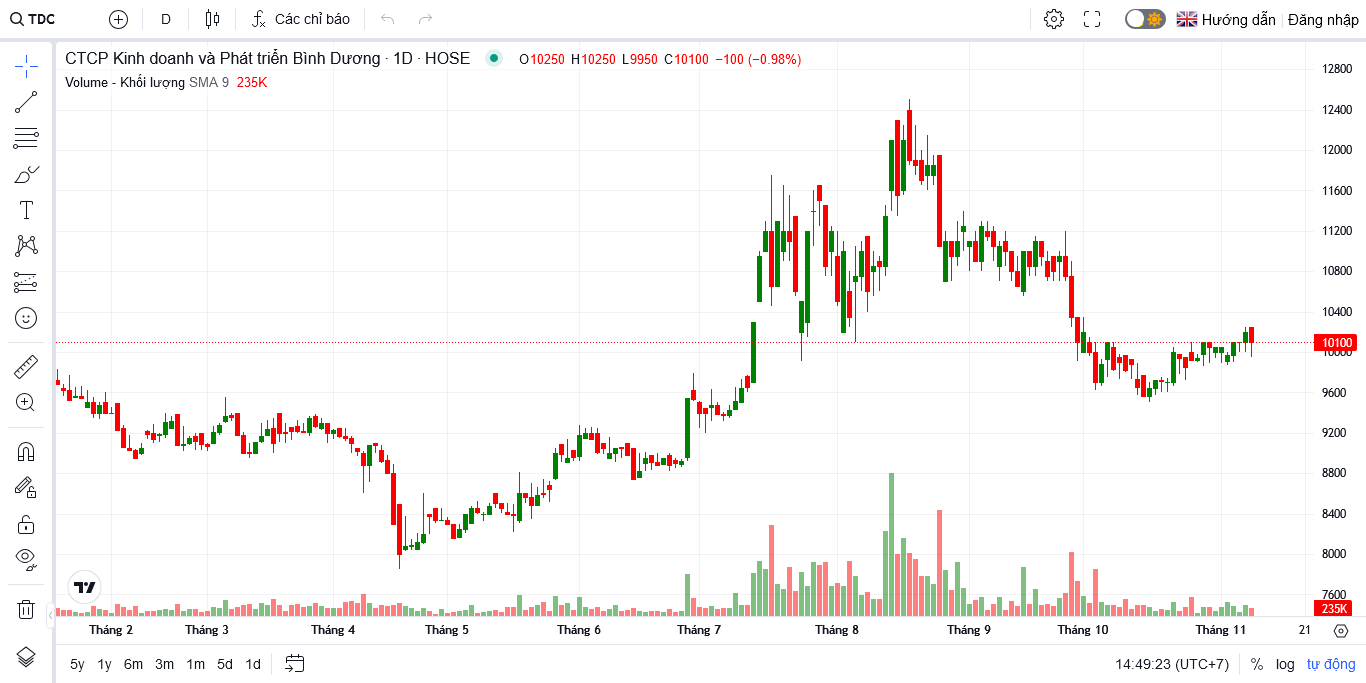 TDC D Các chỉ báo Hướng dẫn Đăng nhập
CTCP Kinh doanh và Phát triển Bình Dương · 1D · HOSE O10250 H10250 L9950 C10100 −100 (−0.98%)
Volume - Khối lượng SMA 9 235K
12800
12400
12000
11600
11200
10800
10400
10100
10000
9600
9200
8800
8400
8000
7600
235K
Tháng 2 Tháng 3 Tháng 4 Tháng 5 Tháng 6 Tháng 7 Tháng 8 Tháng 9 Tháng 10 Tháng 11 21
5y 1y 6m 3m 1m 5d 1d 14:49:23 (UTC+7) % log tự động